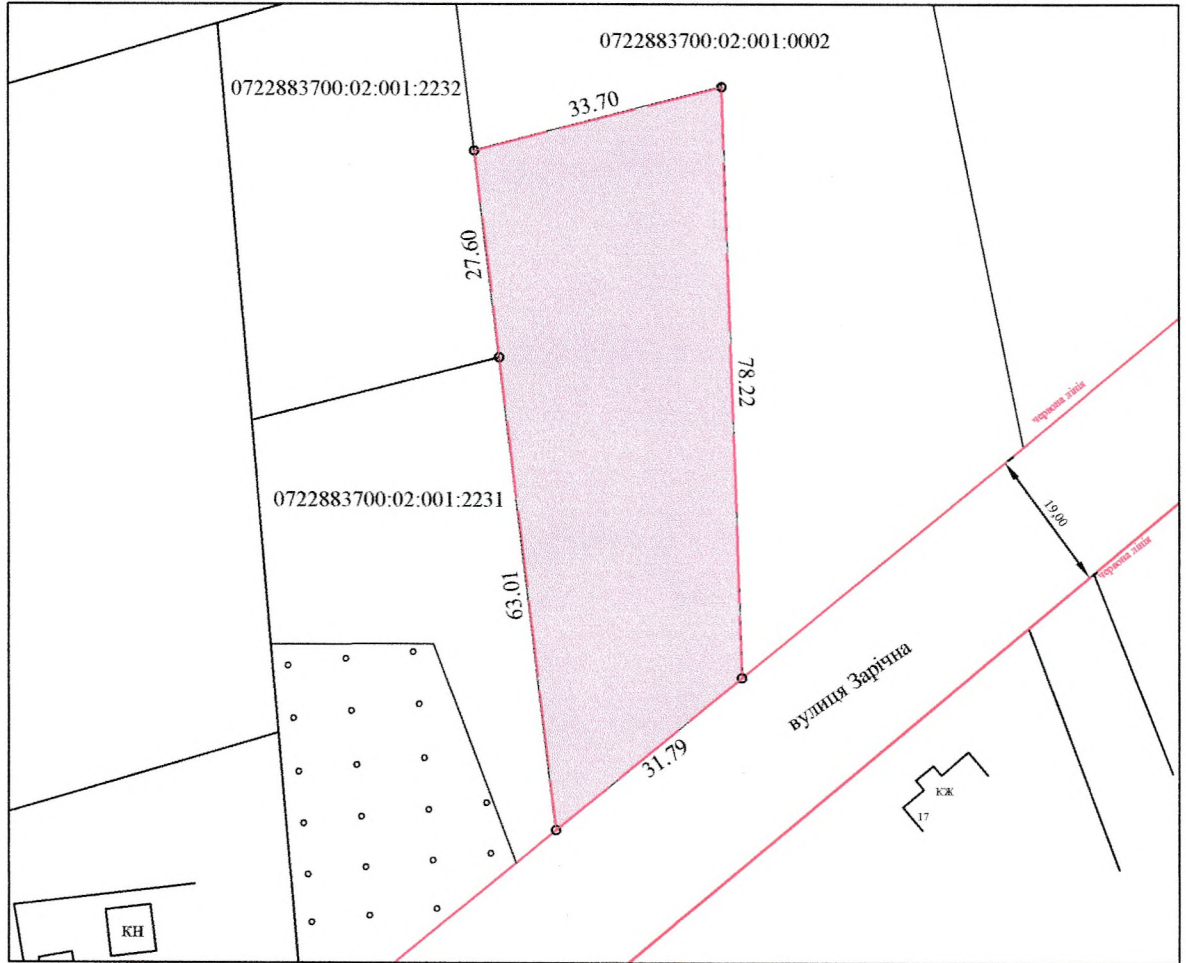 0722883700:02:001:0002
0722883700:02:001:2232
33.70
27.60
78.22
червона лінія
0722883700:02:001:2231
19,00
червона лінія
63.01
вулиця Зарічна
31.79
КЖ
17
КН